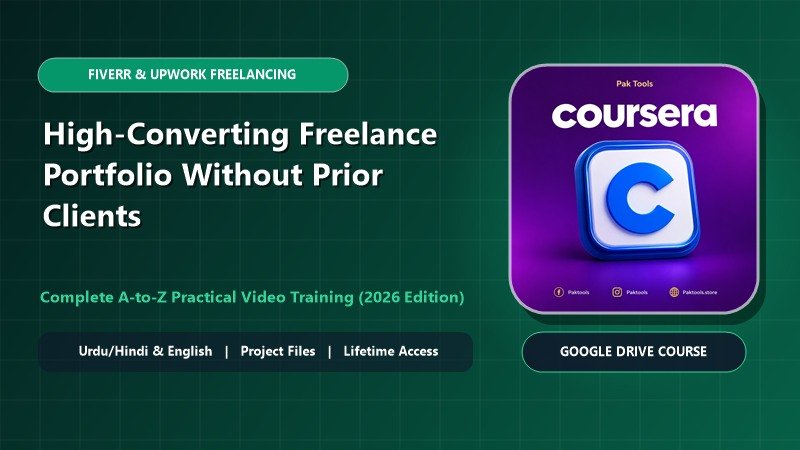 FIVERR & UPWORK FREELANCING
High-Converting Freelance
Portfolio Without Prior
Clients
Complete A-to-Z Practical Video Training (2026 Edition)
Urdu/Hindi & English | Project Files | Lifetime Access
Pak Tools
coursera
C
Paktools
Paktools
Paktools.store
GOOGLE DRIVE COURSE